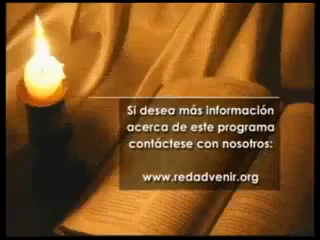 Si desea más información
acerca de este programa
contáctese con nosotros:
www.redadvenir.org